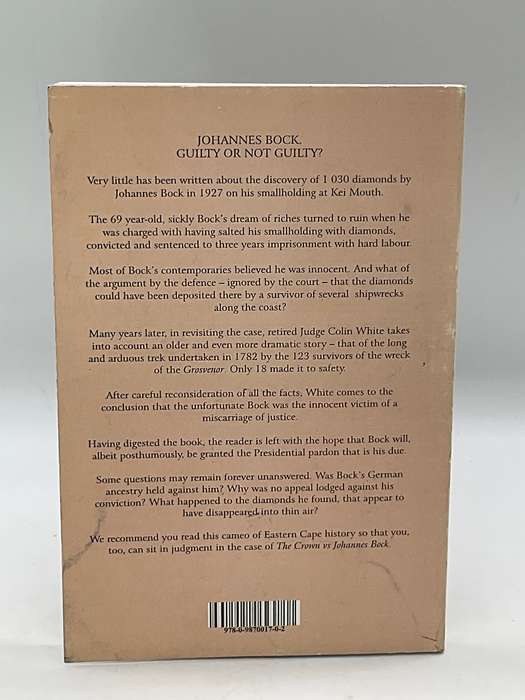 JOHANNES BOCK,
GUILTY OR NOT GUILTY?
Very little has been written about the discovery of 1 030 diamonds by
Johannes Bock in 1927 on his smallholding at Kei Mouth.
The 69 year-old, sickly Bock's dream of riches turned to ruin when he
was charged with having salted his smallholding with diamonds,
convicted and sentenced to three years imprisonment with hard labour.
Most of Bock's contemporaries believed he was innocent. And what of
the argument by the defence – ignored by the court – that the diamonds
could have been deposited there by a survivor of several shipwrecks
along the coast?
Many years later, in revisiting the case, retired Judge Colin White takes
into account an older and even more dramatic story – that of the long
and arduous trek undertaken in 1782 by the 123 survivors of the wreck
of the Grosvenor. Only 18 made it to safety.
After careful reconsideration of all the facts, White comes to the
conclusion that the unfortunate Bock was the innocent victim of a
miscarriage of justice.
Having digested the book, the reader is left with the hope that Bock will,
albeit posthumously, be granted the Presidential pardon that is his due.
Some questions may remain forever unanswered. Was Bock's German
ancestry held against him? Why was no appeal lodged against his
conviction? What happened to the diamonds he found, that appear to
have disappeared into thin air?
We recommend you read this cameo of Eastern Cape history so that you,
too, can sit in judgment in the case of The Crown vs Johannes Bock.
978-0-9870017-0-2